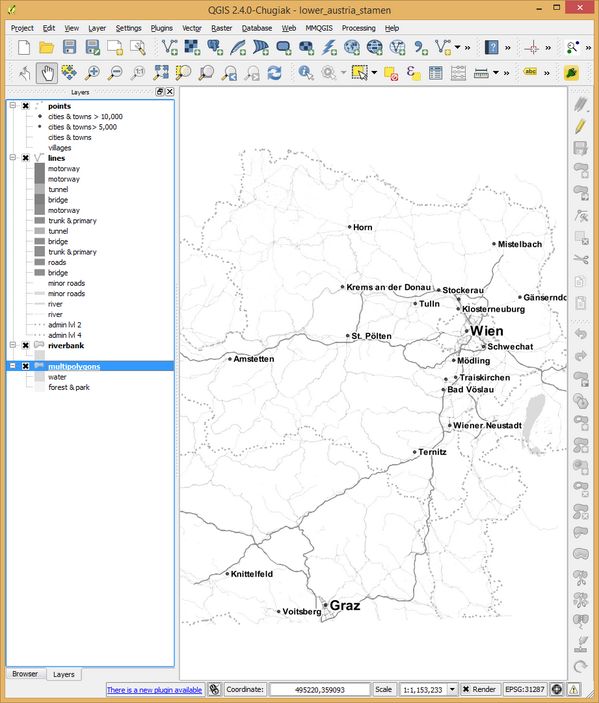 QGIS 2.4.0-Chugiak - lower_austria_stamen
Project Edit View Layer Settings Plugins Vector Raster Database Web MMQGIS Processing Help
abc
Layers
points
cities & towns > 10,000
cities & towns> 5,000
cities & towns
villages
lines
motorway
motorway
tunnel
bridge
motorway
trunk & primary
tunnel
bridge
trunk & primary
roads
bridge
minor roads
minor roads
river
river
admin lvl 2
admin lvl 4
riverbank
multipolygons
water
forest & park
Horn
Mistelbach
Krems an der Donau
Stockerau
Gänserndo
Tulln
Klosterneuburg
Wien
St. Pölten
Schwechat
Amstetten
Mödling
Traiskirchen
Bad Vöslau
Wiener Neustadt
Ternitz
Knittelfeld
Voitsberg
Graz
Browser Layers
There is a new plugin available
Coordinate: 495220,359093
Scale 1:1,153,233
Render
EPSG:31287